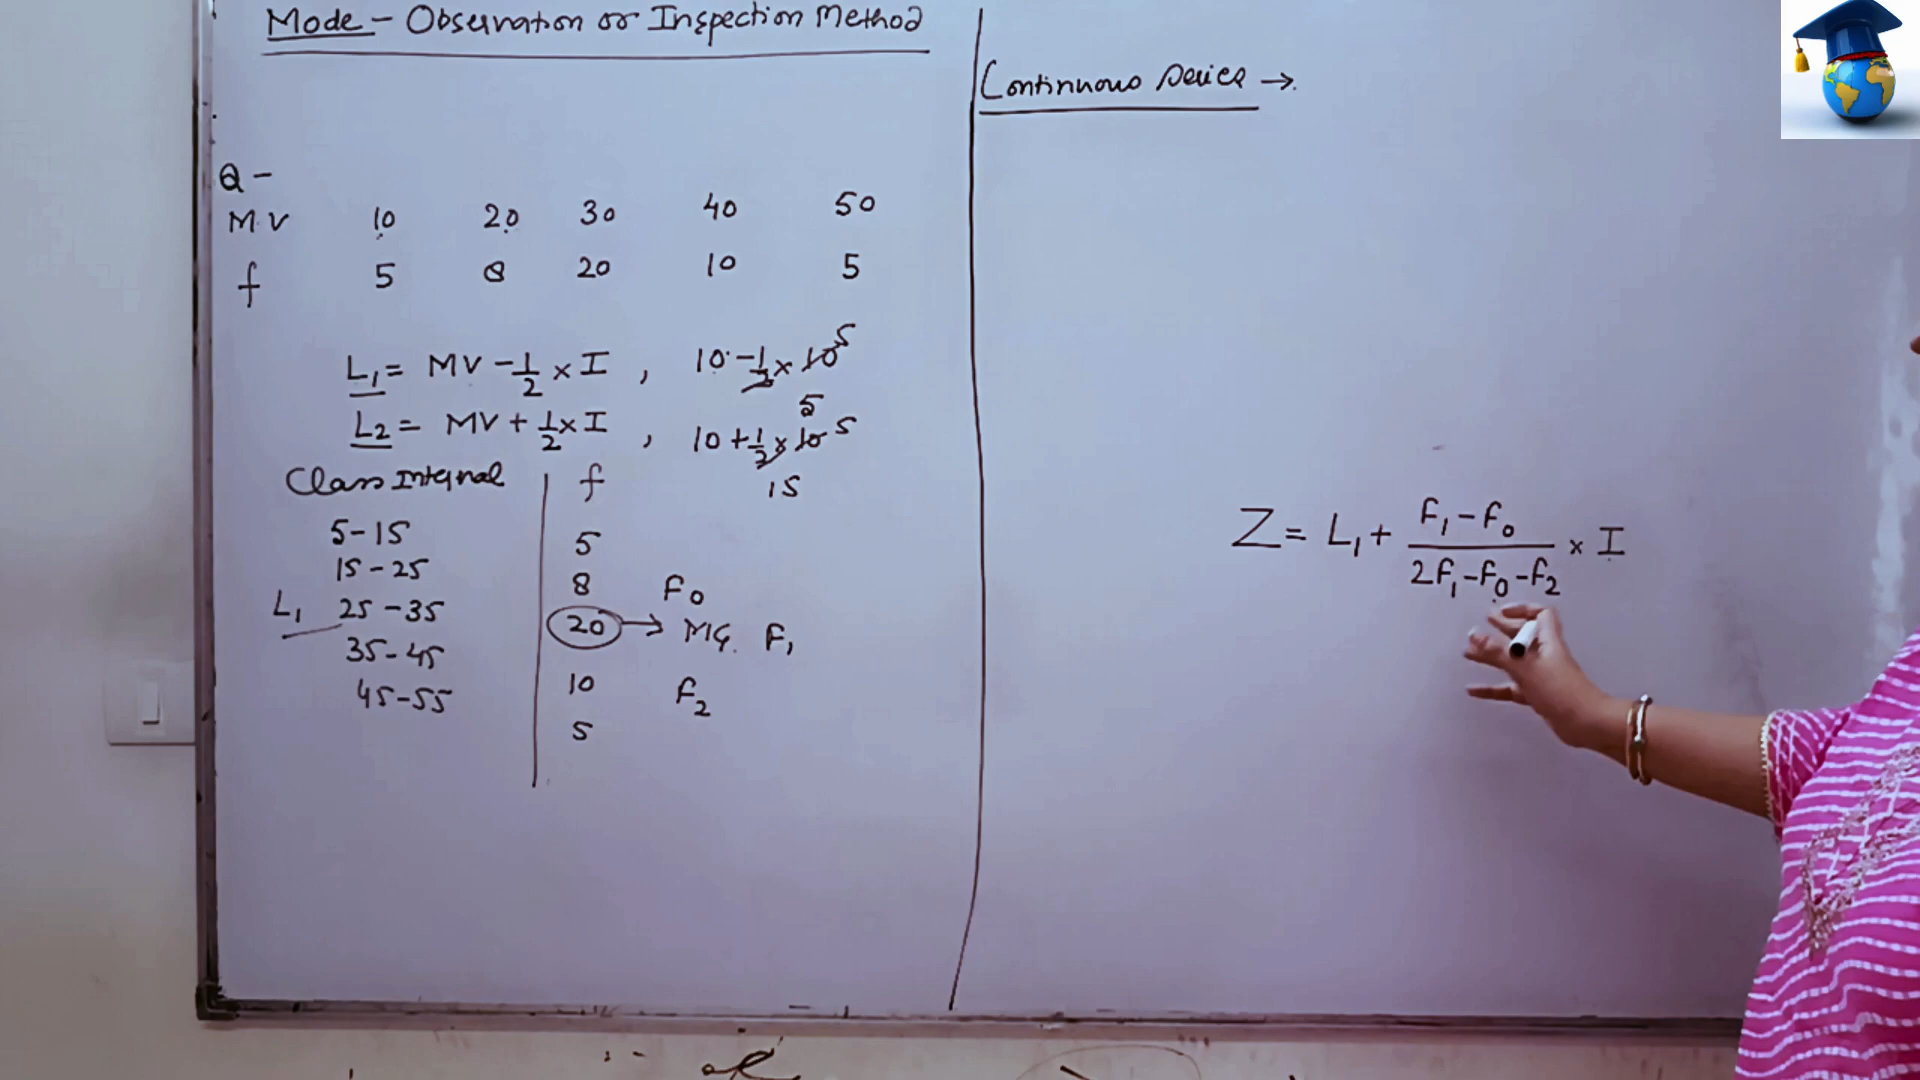 Mode - Observation or Inspection Method
Q -
M.V 10 20 30 40 50
f 5 8 20 10 5
L₁ = MV - 1/2 × I , 10 - 1/2 × 10 5
5
L₂ = MV + 1/2 × I , 10 + 1/2 × 10 5
15
Class Interval f
5-15 5
15-25 8 F₀
L₁ 25-35 20 → MG. F₁
35-45 10 F₂
45-55 5
Continuous Series →
Z = L₁ + F₁ - F₀ / 2F₁ - F₀ - F₂ × I